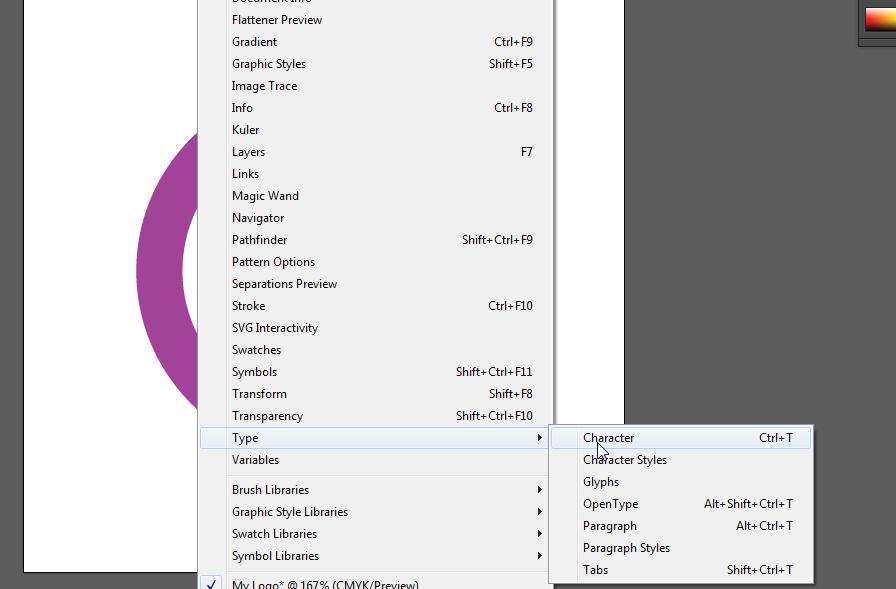 Document Info
Flattener Preview
Gradient Ctrl+F9
Graphic Styles Shift+F5
Image Trace
Info Ctrl+F8
Kuler
Layers F7
Links
Magic Wand
Navigator
Pathfinder Shift+Ctrl+F9
Pattern Options
Separations Preview
Stroke Ctrl+F10
SVG Interactivity
Swatches
Symbols Shift+Ctrl+F11
Transform Shift+F8
Transparency Shift+Ctrl+F10
Type
Variables
Brush Libraries
Graphic Style Libraries
Swatch Libraries
Symbol Libraries
My Logo* @ 167% (CMYK/Preview)
Character Ctrl+T
Character Styles
Glyphs
OpenType Alt+Shift+Ctrl+T
Paragraph Alt+Ctrl+T
Paragraph Styles
Tabs Shift+Ctrl+T